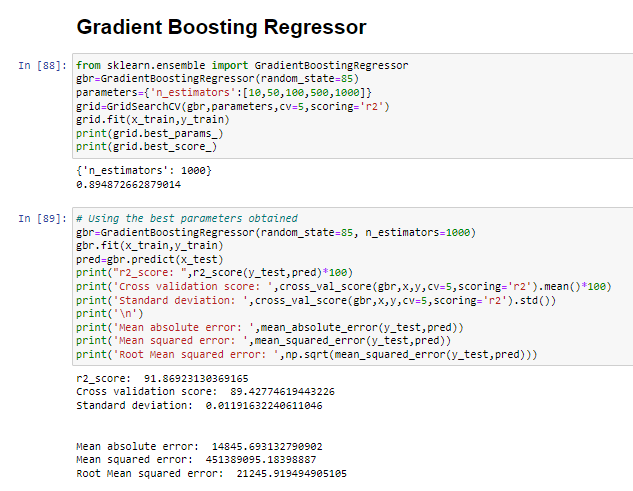 Gradient Boosting Regressor
In [88]: from sklearn.ensemble import GradientBoostingRegressor
gbr=GradientBoostingRegressor(random_state=85)
parameters={'n_estimators':[10,50,100,500,1000]}
grid=GridSearchCV(gbr,parameters,cv=5,scoring='r2')
grid.fit(x_train,y_train)
print(grid.best_params_)
print(grid.best_score_)
{'n_estimators': 1000}
0.894872662879014
In [89]: # Using the best parameters obtained
gbr=GradientBoostingRegressor(random_state=85, n_estimators=1000)
gbr.fit(x_train,y_train)
pred=gbr.predict(x_test)
print("r2_score: ",r2_score(y_test,pred)*100)
print('Cross validation score: ',cross_val_score(gbr,x,y,cv=5,scoring='r2').mean()*100)
print('Standard deviation: ',cross_val_score(gbr,x,y,cv=5,scoring='r2').std())
print('\n')
print('Mean absolute error: ',mean_absolute_error(y_test,pred))
print('Mean squared error: ',mean_squared_error(y_test,pred))
print('Root Mean squared error: ',np.sqrt(mean_squared_error(y_test,pred)))
r2_score:  91.86923130369165
Cross validation score:  89.42774619443226
Standard deviation:  0.01191632240611046
Mean absolute error:  14845.693132790902
Mean squared error:  451389095.18398887
Root Mean squared error:  21245.919494905105